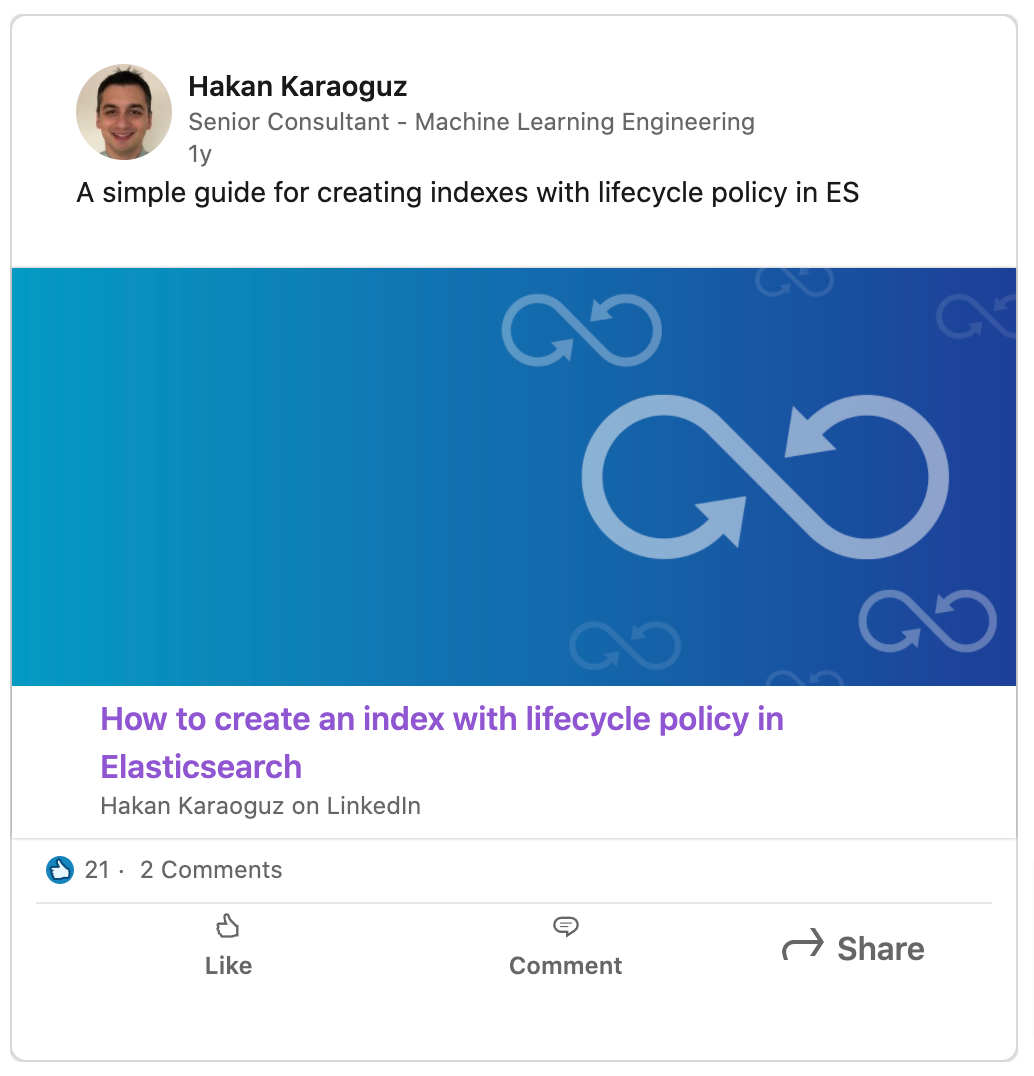 Hakan Karaoguz
Senior Consultant - Machine Learning Engineering
1y
A simple guide for creating indexes with lifecycle policy in ES
How to create an index with lifecycle policy in
Elasticsearch
Hakan Karaoguz on LinkedIn
21 · 2 Comments
Like
Comment
Share